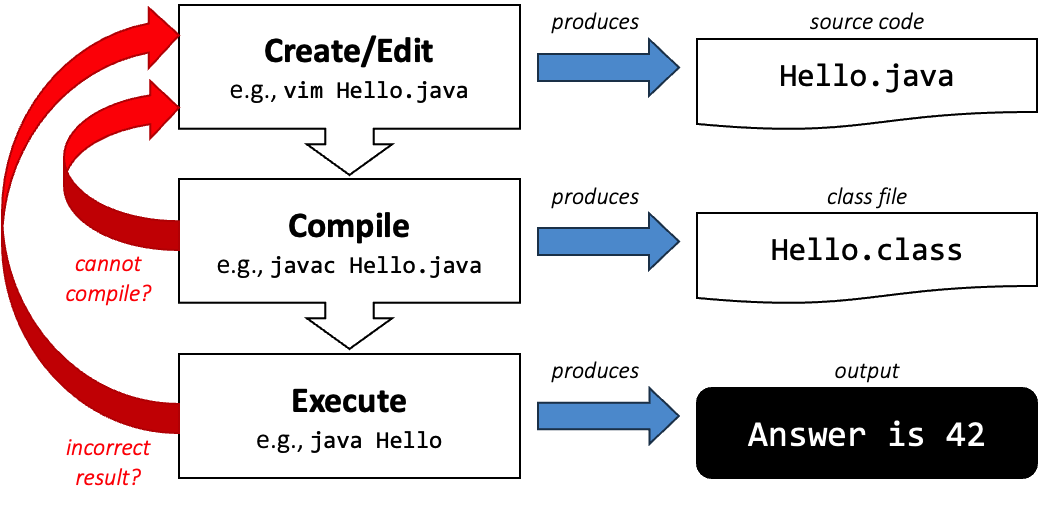 Create/Edit
e.g., vim Hello.java
produces
source code
Hello.java
Compile
e.g., javac Hello.java
cannot
compile?
produces
class file
Hello.class
Execute
e.g., java Hello
incorrect
result?
produces
output
Answer is 42